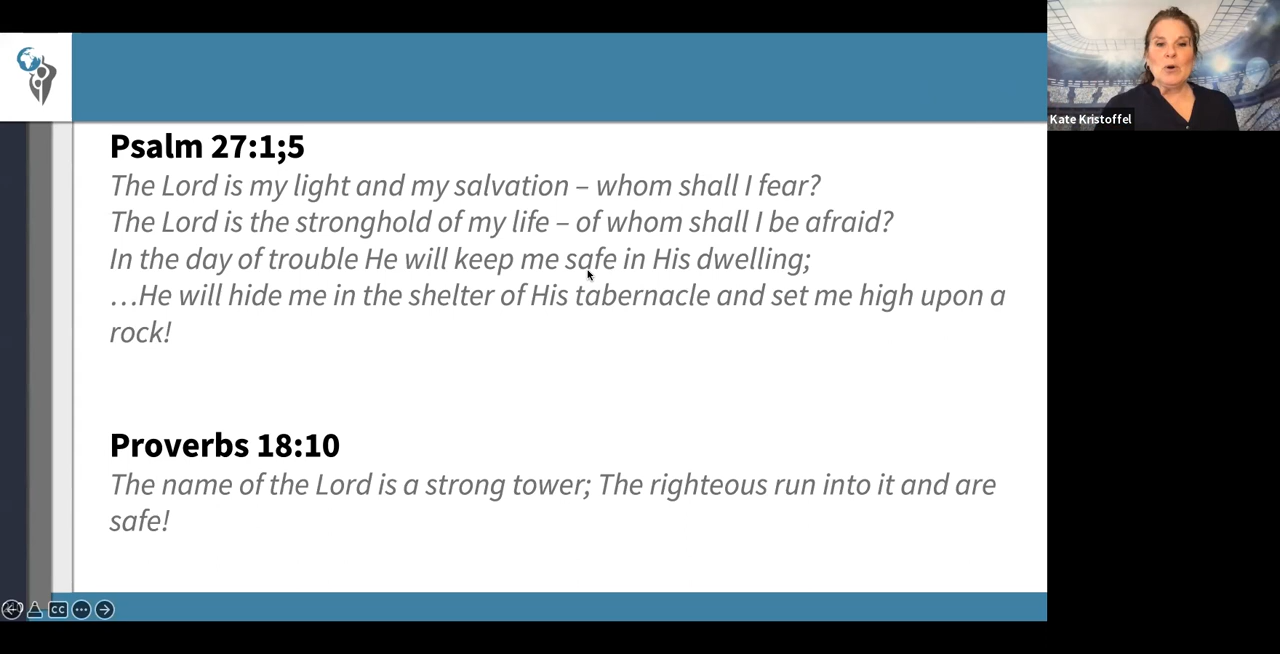 Psalm 27:1;5
The Lord is my light and my salvation – whom shall I fear?
The Lord is the stronghold of my life – of whom shall I be afraid?
In the day of trouble He will keep me safe in His dwelling;
…He will hide me in the shelter of His tabernacle and set me high upon a
rock!
Proverbs 18:10
The name of the Lord is a strong tower; The righteous run into it and are
safe!
Kate Kristoffel
CC